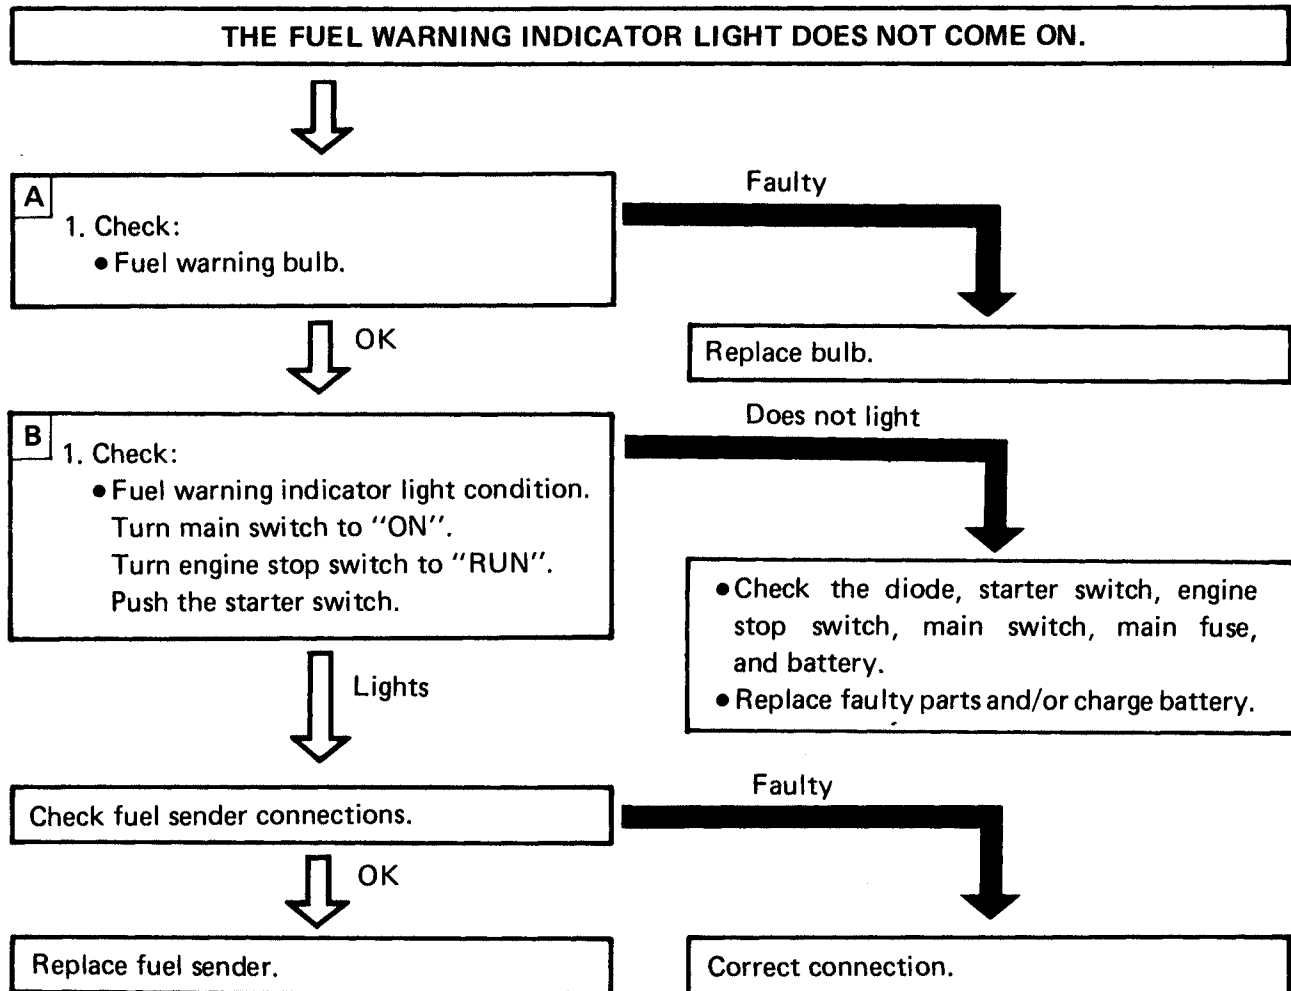 THE FUEL WARNING INDICATOR LIGHT DOES NOT COME ON.
A
1. Check:
● Fuel warning bulb.
Faulty
OK
Replace bulb.
B
1. Check:
● Fuel warning indicator light condition.
Turn main switch to “ON”.
Turn engine stop switch to “RUN”.
Push the starter switch.
Does not light
● Check the diode, starter switch, engine
stop switch, main switch, main fuse,
and battery.
● Replace faulty parts and/or charge battery.
Lights
Check fuel sender connections.
Faulty
OK
Replace fuel sender.
Correct connection.